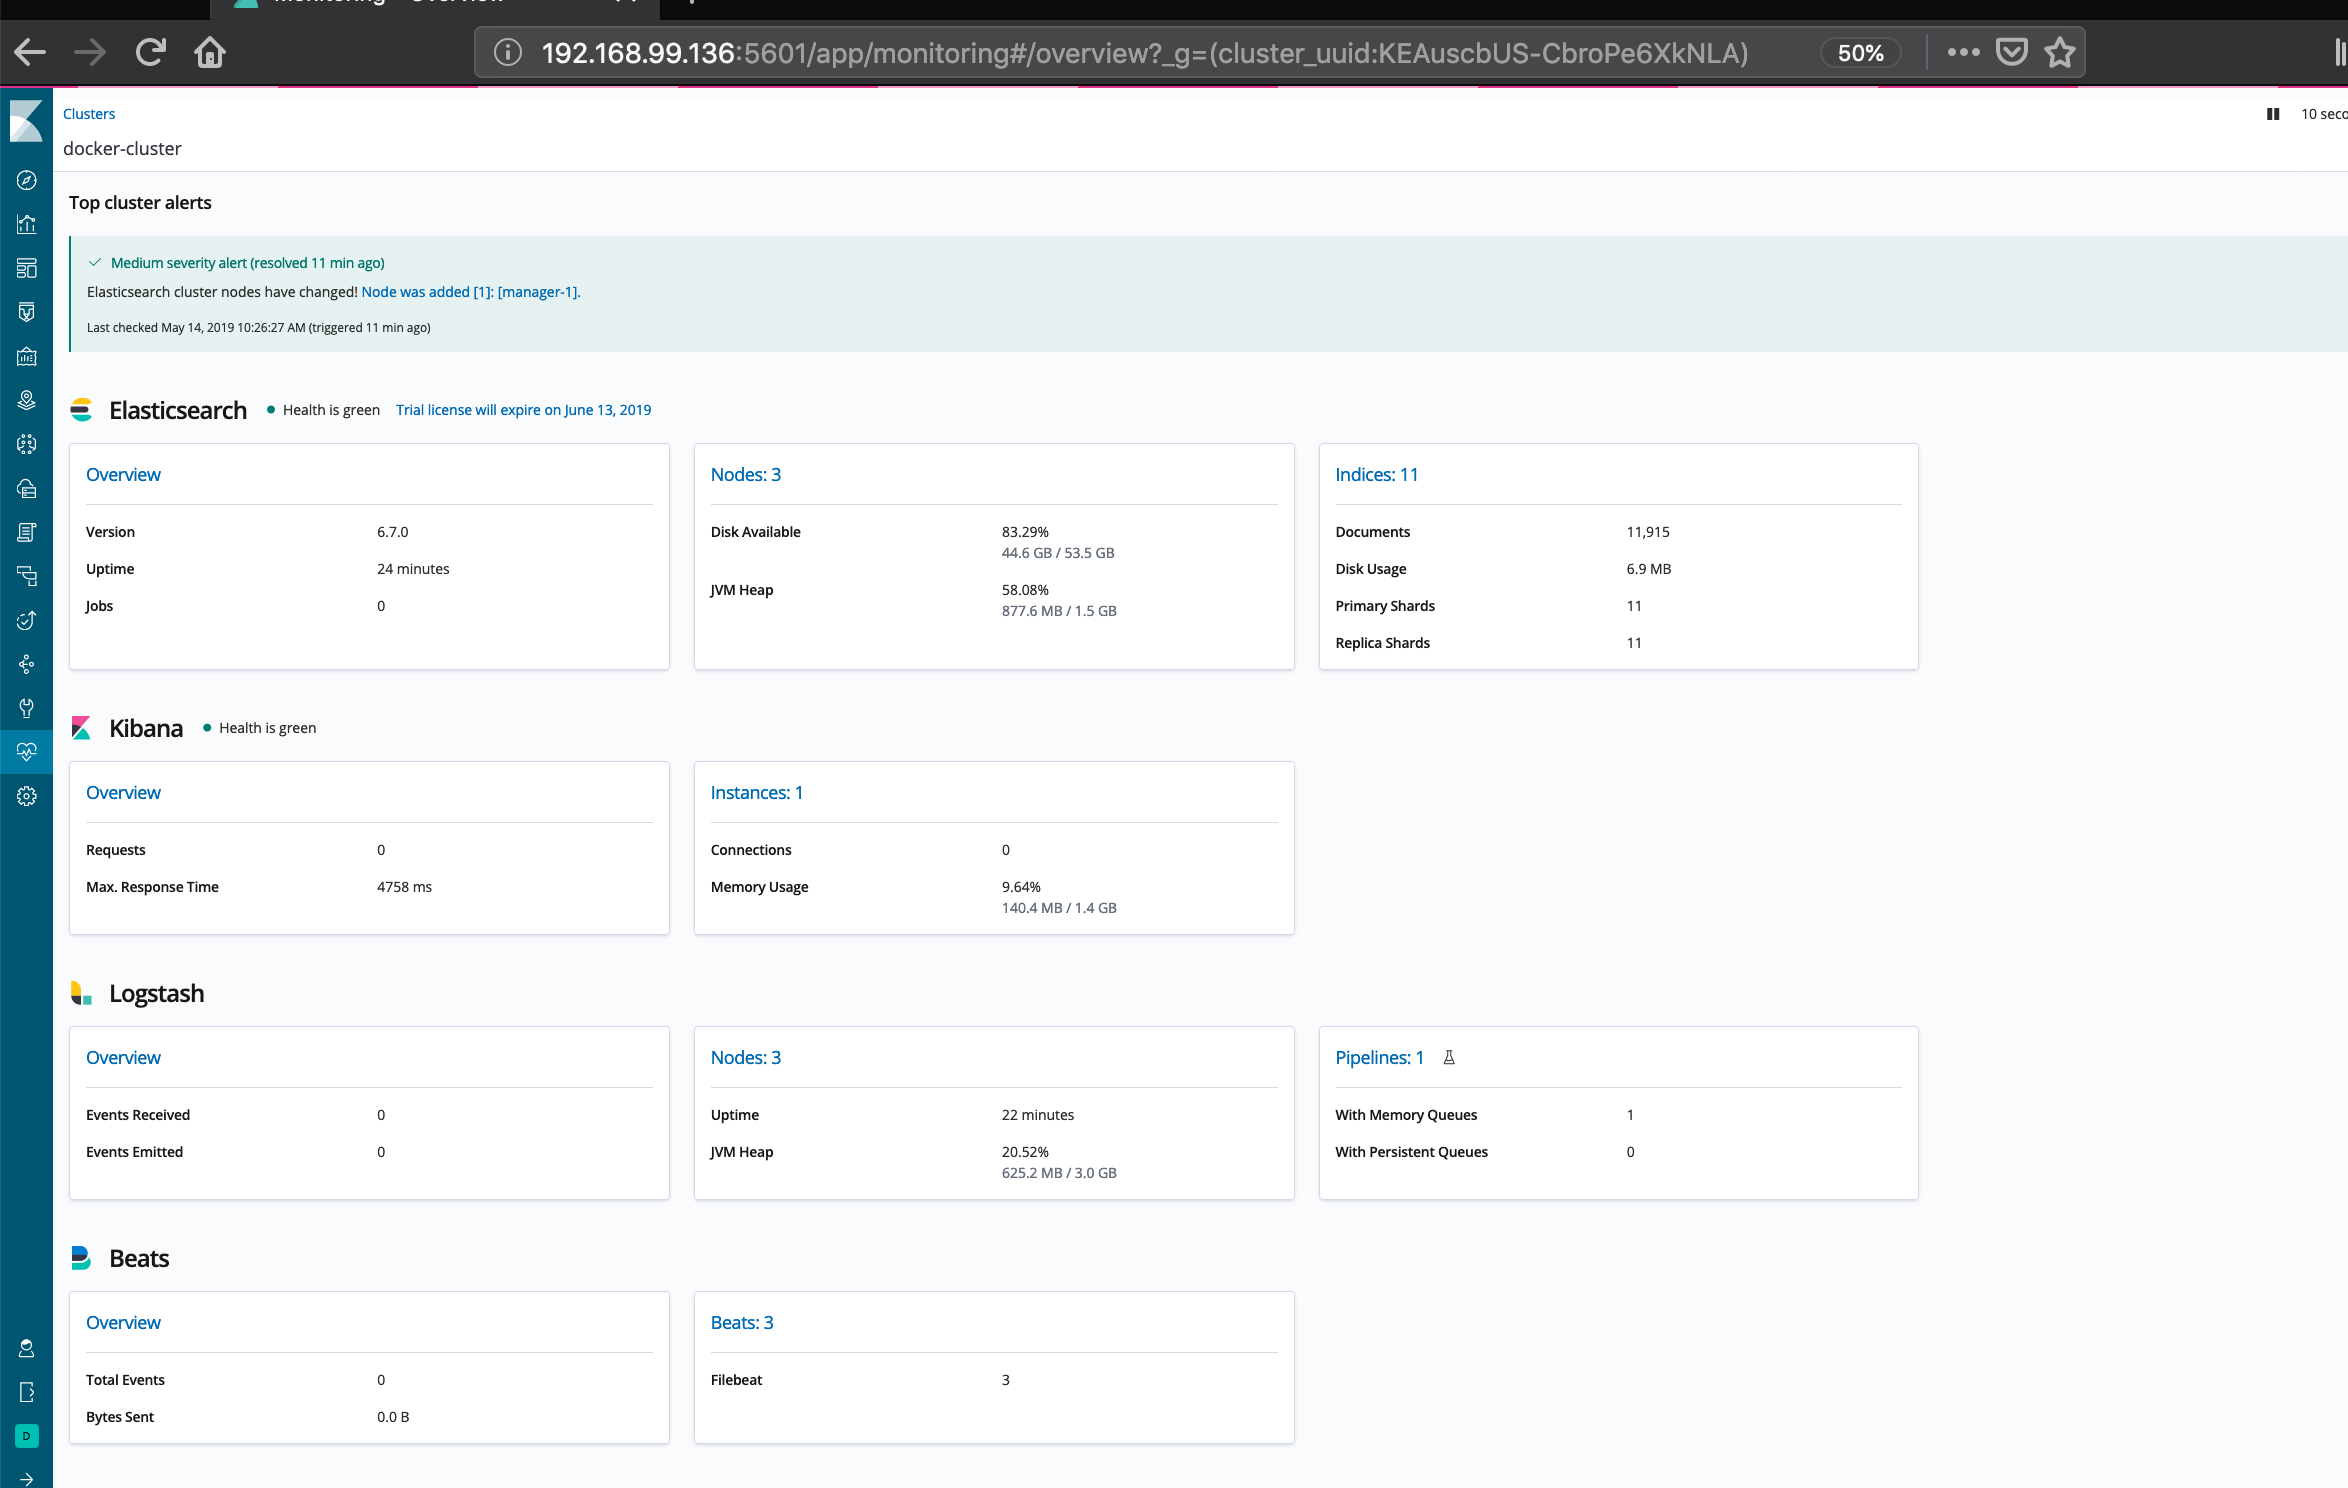 192.168.99.136:5601/app/monitoring#/overview?_g=(cluster_uuid:KEAuscbUS-CbroPe6XkNLA) 50%
Clusters
10 seco
docker-cluster
Top cluster alerts
Medium severity alert (resolved 11 min ago)
Elasticsearch cluster nodes have changed! Node was added [1]: [manager-1].
Last checked May 14, 2019 10:26:27 AM (triggered 11 min ago)
Elasticsearch Health is green Trial license will expire on June 13, 2019
Overview
Version 6.7.0
Uptime 24 minutes
Jobs 0
Nodes: 3
Disk Available 83.29%
44.6 GB / 53.5 GB
JVM Heap 58.08%
877.6 MB / 1.5 GB
Indices: 11
Documents 11,915
Disk Usage 6.9 MB
Primary Shards 11
Replica Shards 11
Kibana Health is green
Overview
Requests 0
Max. Response Time 4758 ms
Instances: 1
Connections 0
Memory Usage 9.64%
140.4 MB / 1.4 GB
Logstash
Overview
Events Received 0
Events Emitted 0
Nodes: 3
Uptime 22 minutes
JVM Heap 20.52%
625.2 MB / 3.0 GB
Pipelines: 1
With Memory Queues 1
With Persistent Queues 0
Beats
Overview
Total Events 0
Bytes Sent 0.0 B
Beats: 3
Filebeat 3
D